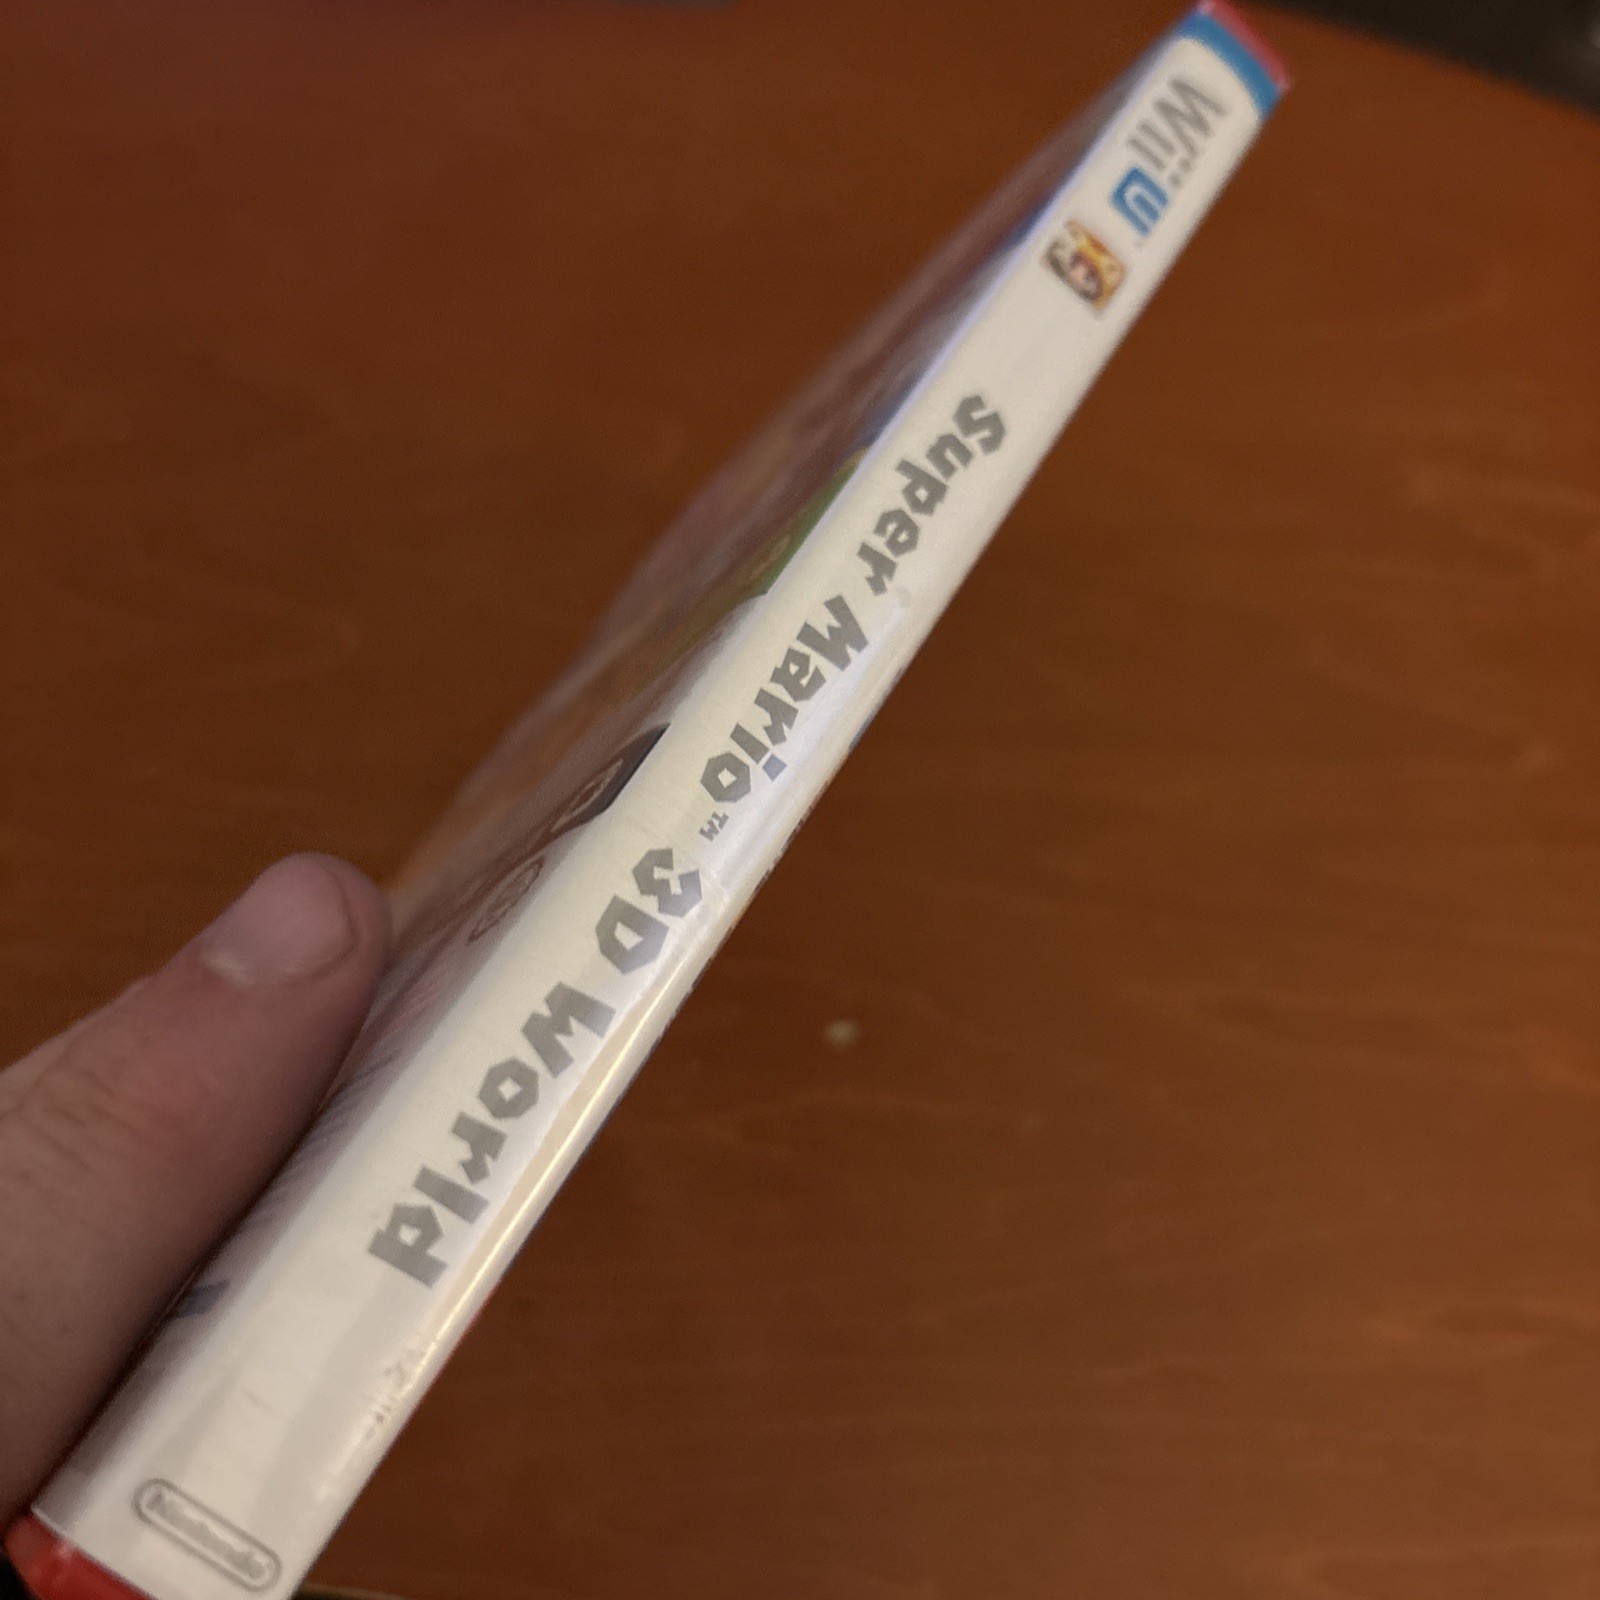 Wii U
Super Mario™ 3D World
Nintendo